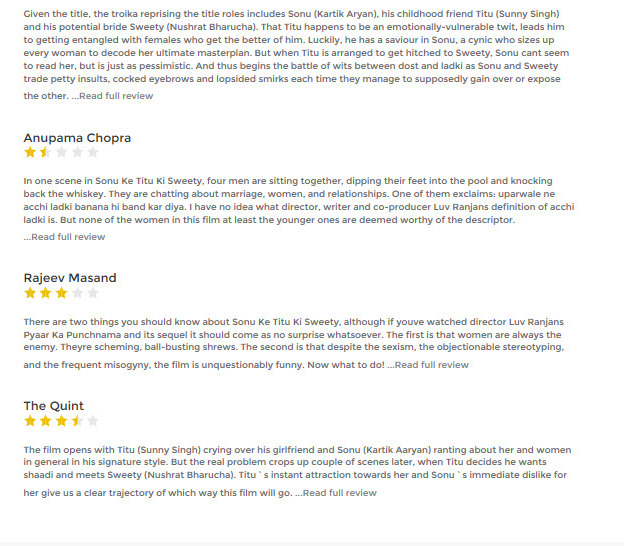 Given the title, the troika reprising the title roles includes Sonu (Kartik Aryan), his childhood friend Titu (Sunny Singh)
and his potential bride Sweety (Nushrat Bharucha). That Titu happens to be an emotionally-vulnerable twit, leads him
to getting entangled with females who get the better of him. Luckily, he has a saviour in Sonu, a cynic who sizes up
every woman to decode her ultimate masterplan. But when Titu is arranged to get hitched to Sweety, Sonu cant seem
to read her, but is just as pessimistic. And thus begins the battle of wits between dost and ladki as Sonu and Sweety
trade petty insults, cocked eyebrows and lopsided smirks each time they manage to supposedly gain over or expose
the other. ...Read full review
Anupama Chopra
In one scene in Sonu Ke Titu Ki Sweety, four men are sitting together, dipping their feet into the pool and knocking
back the whiskey. They are chatting about marriage, women, and relationships. One of them exclaims: uparwale ne
acchi ladki banana hi band kar diya. I have no idea what director, writer and co-producer Luv Ranjans definition of acchi
ladki is. But none of the women in this film at least the younger ones are deemed worthy of the descriptor.
...Read full review
Rajeev Masand
There are two things you should know about Sonu Ke Titu Ki Sweety, although if youve watched director Luv Ranjans
Pyaar Ka Punchnama and its sequel it should come as no surprise whatsoever. The first is that women are always the
enemy. Theyre scheming, ball-busting shrews. The second is that despite the sexism, the objectionable stereotyping,
and the frequent misogyny, the film is unquestionably funny. Now what to do! ...Read full review
The Quint
The film opens with Titu (Sunny Singh) crying over his girlfriend and Sonu (Kartik Aaryan) ranting about her and women
in general in his signature style. But the real problem crops up couple of scenes later, when Titu decides he wants
shaadi and meets Sweety (Nushrat Bharucha). Titu`s instant attraction towards her and Sonu`s immediate dislike for
her give us a clear trajectory of which way this film will go. ...Read full review